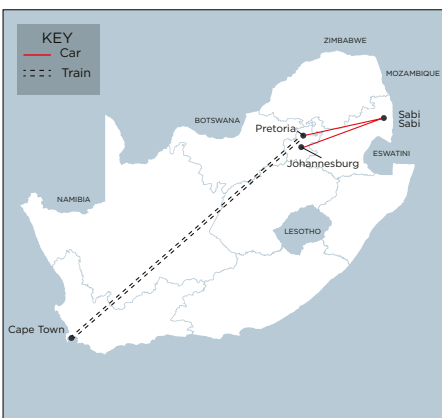 KEY
Car
Train
ZIMBABWE
MOZAMBIQUE
BOTSWANA
Pretoria
Sabi
Sabi
Johannesburg
ESWATINI
NAMIBIA
LESOTHO
Cape Town